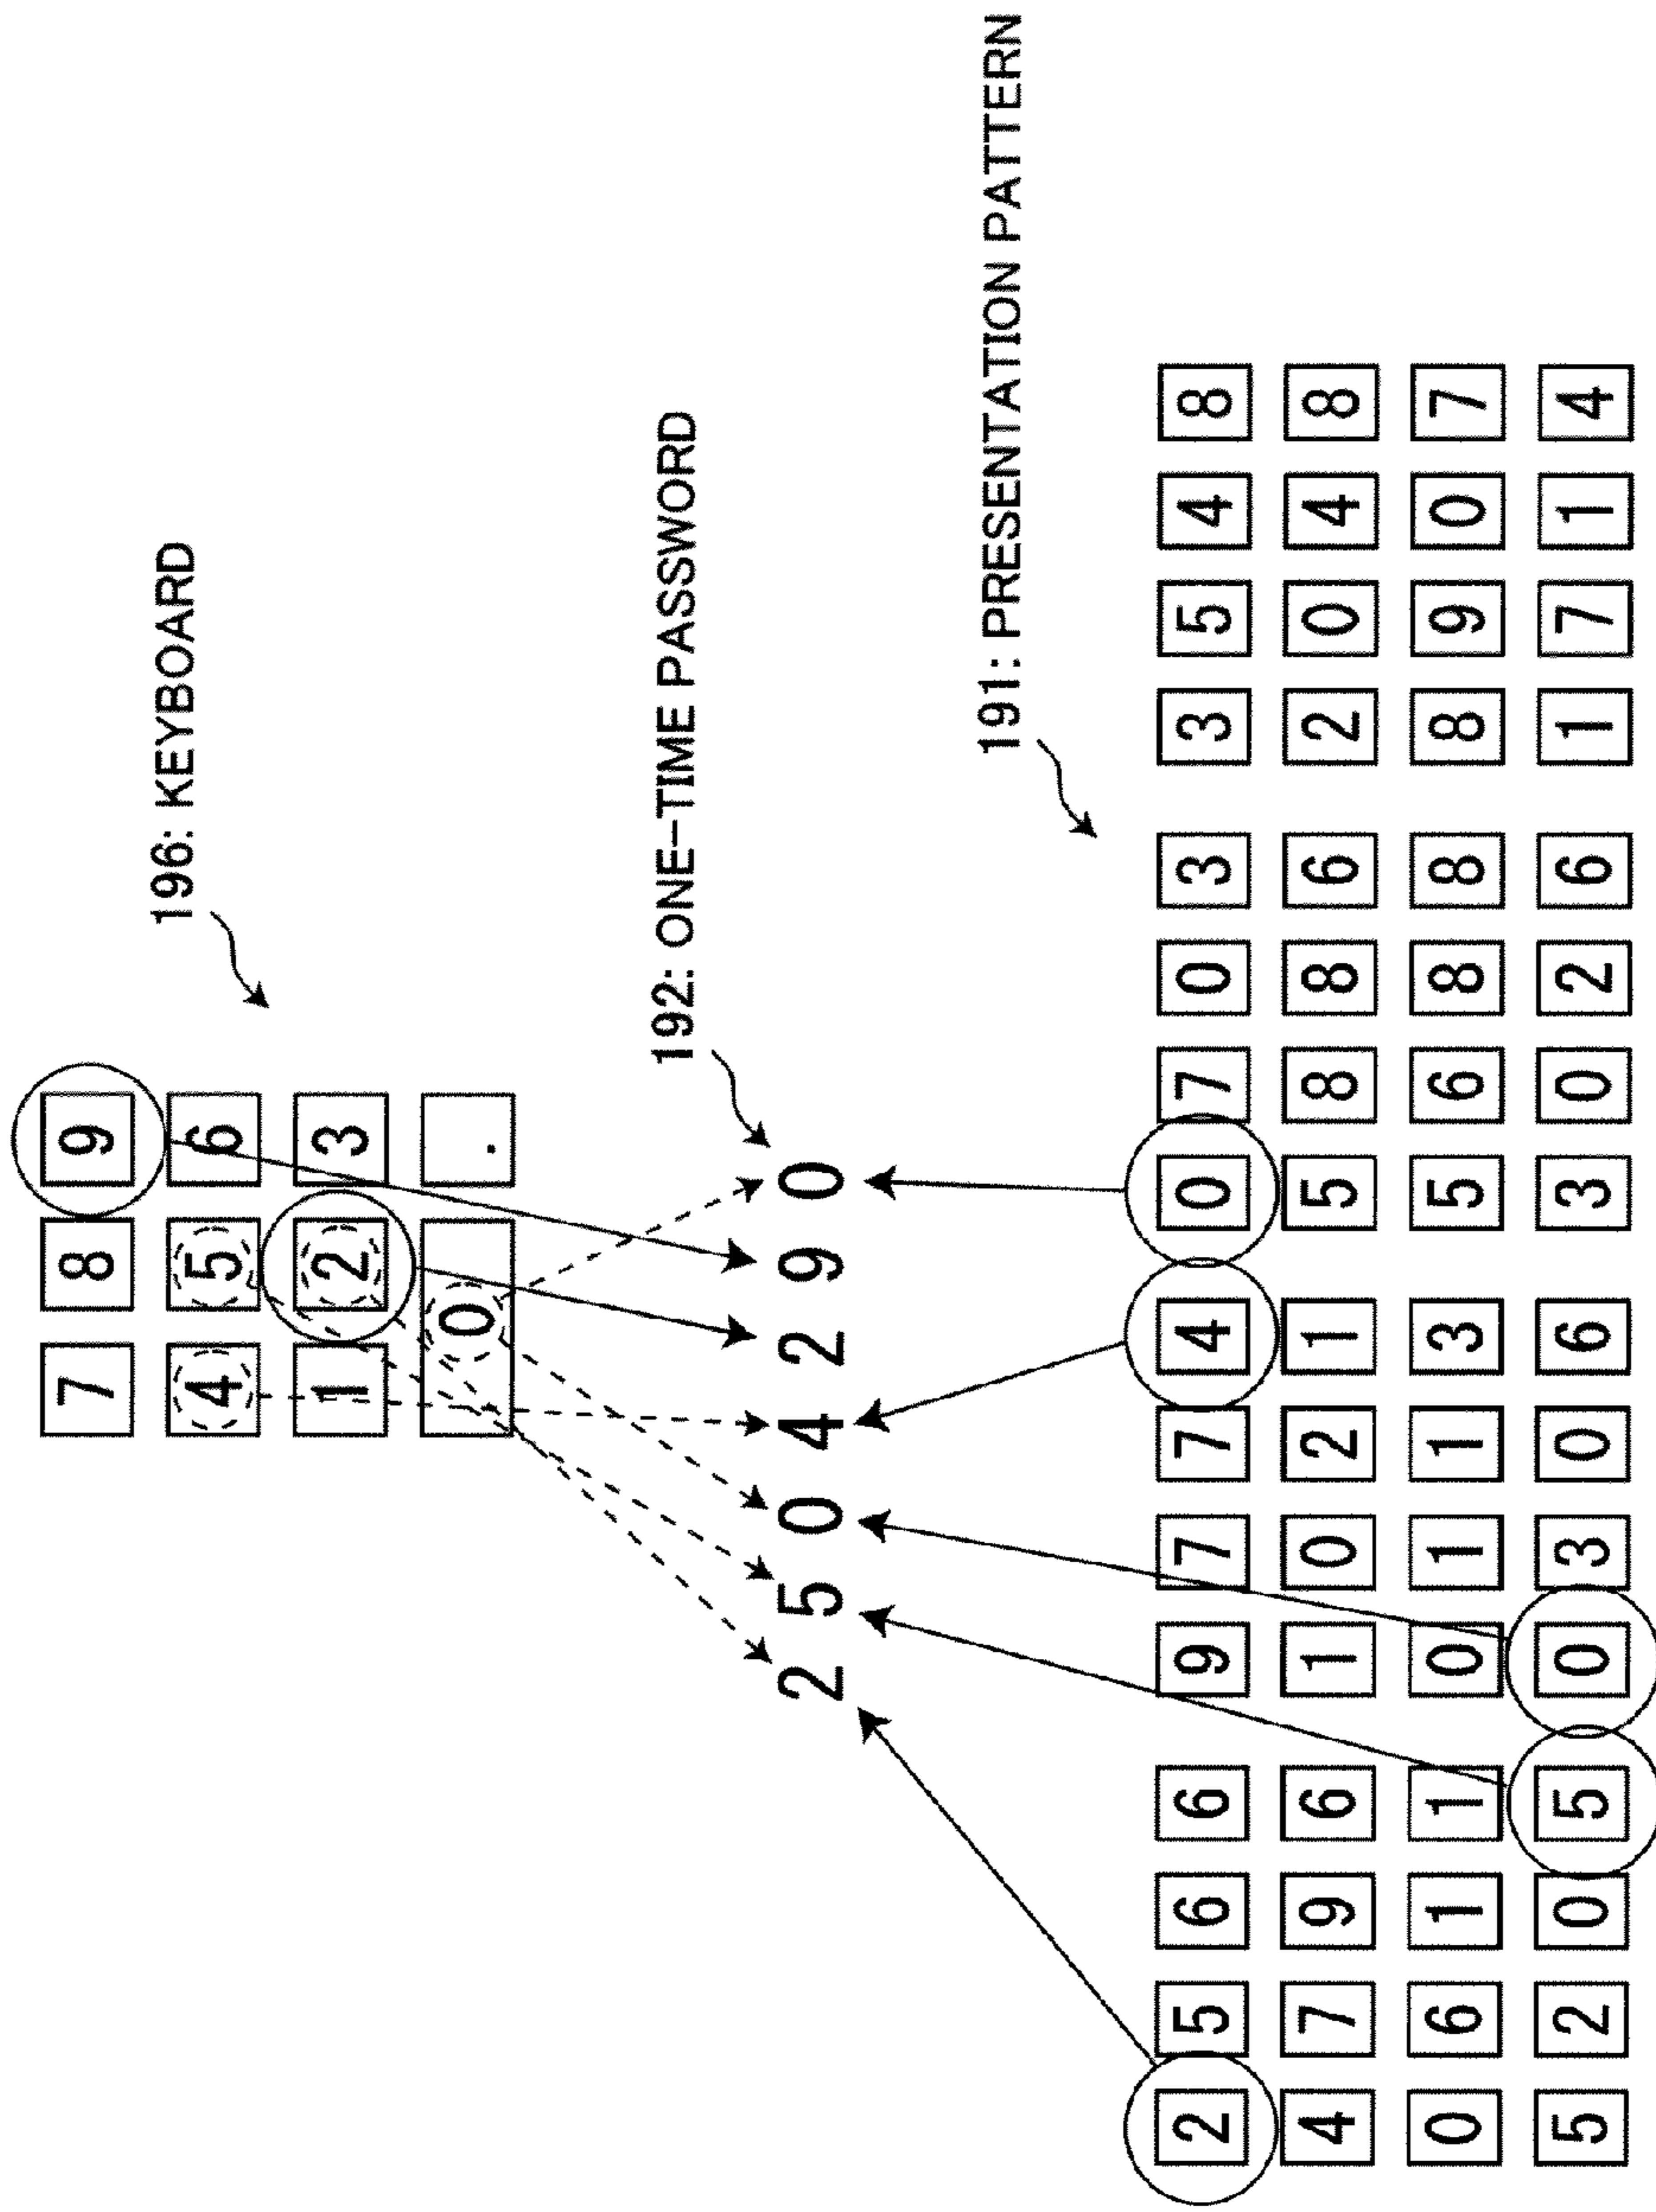 7 8 9
196: KEYBOARD
4 5 6
1 2 3
0 .
192: ONE-TIME PASSWORD
2 5 0 4 2 9 0
191: PRESENTATION PATTERN
2 5 6 6 9 7 7 4 0 7 0 3 3 5 4 8
4 7 9 6 1 0 2 1 5 8 8 6 2 0 4 8
0 6 1 1 0 1 1 3 5 6 8 8 8 9 0 7
5 2 0 5 0 3 0 6 3 0 2 6 1 7 1 4